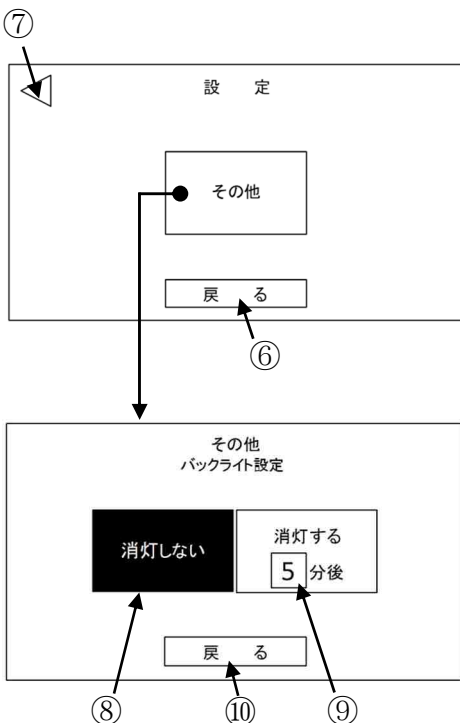 ⑦
設　定
その他
戻　る
⑥
その他
バックライト設定
消灯しない
消灯する
5 分後
戻　る
⑧
⑩
⑨